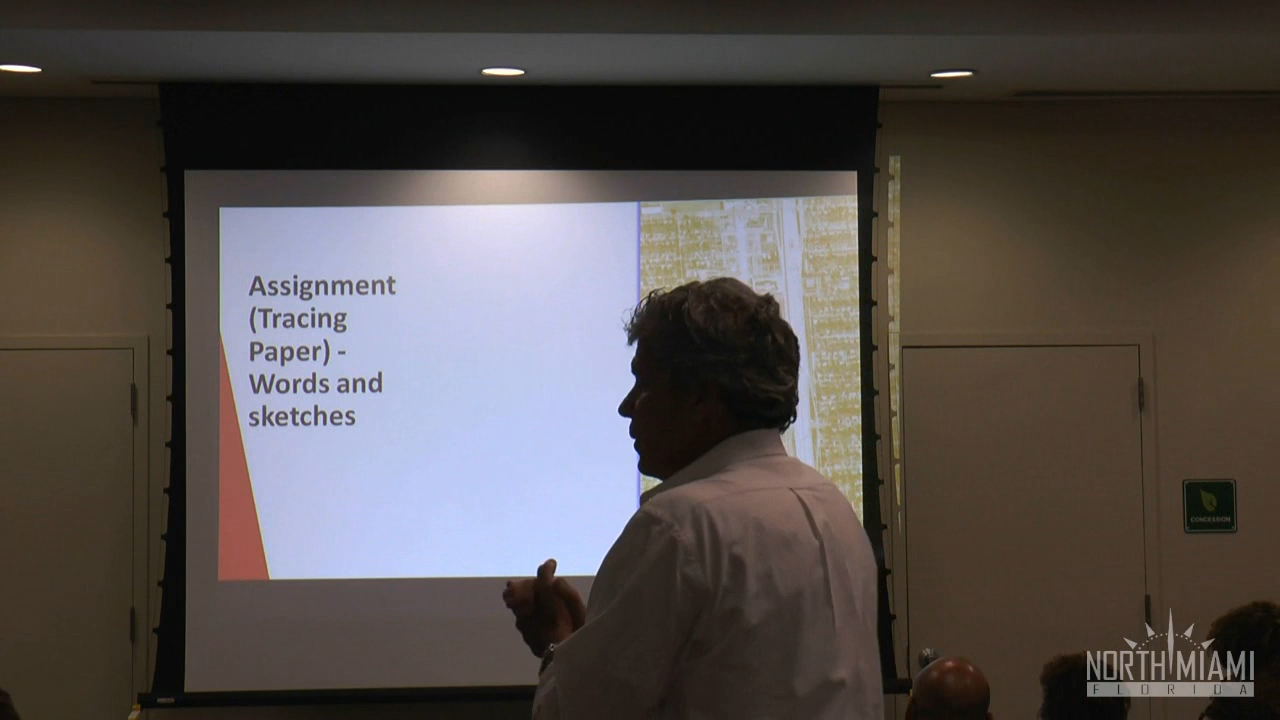 Assignment
(Tracing
Paper) -
Words and
sketches
CONCESSION
NORTH MIAMI
FLORIDA